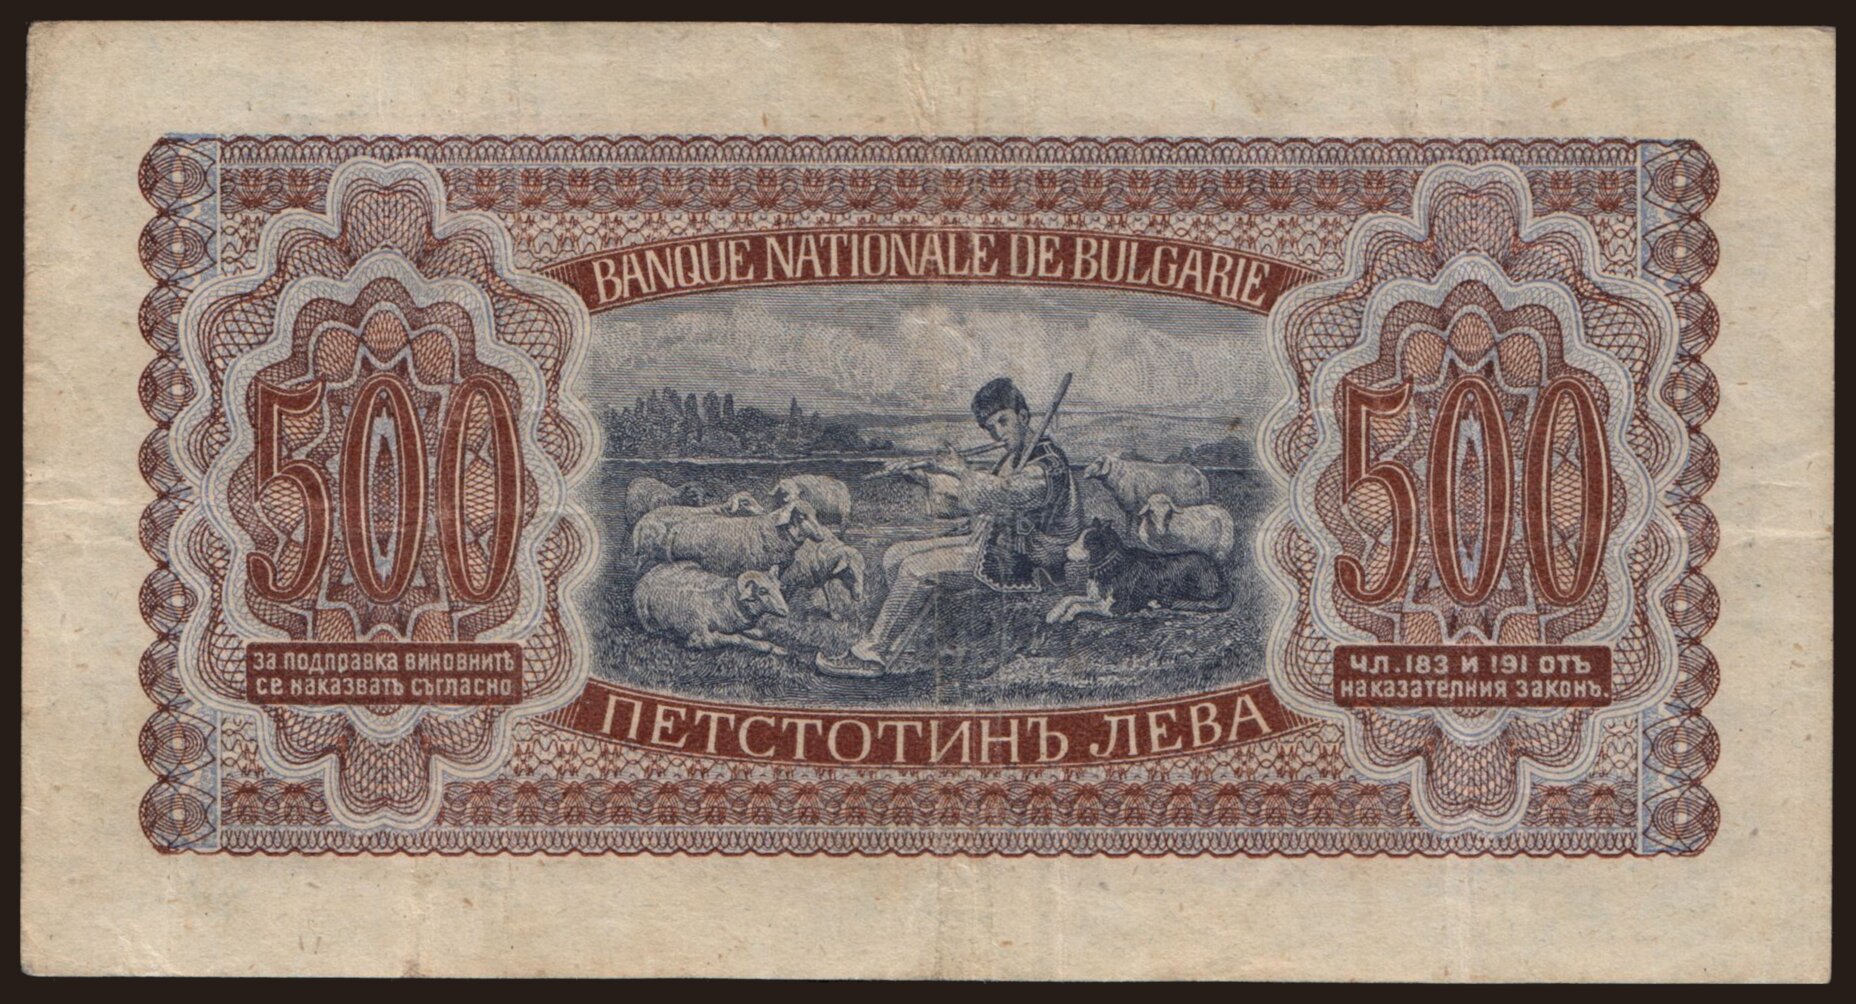 BANQUE NATIONALE DE BULGARIE
500
500
ЗА ПОДПРАВКА ВИНОВНИТѢ
СЕ НАКАЗВАТЪ СЪГЛАСНО
ЧЛ. 183 И 191 ОТЪ
НАКАЗАТЕЛНИЯ ЗАКОНЪ.
ПЕТСТОТИНЪ ЛЕВА